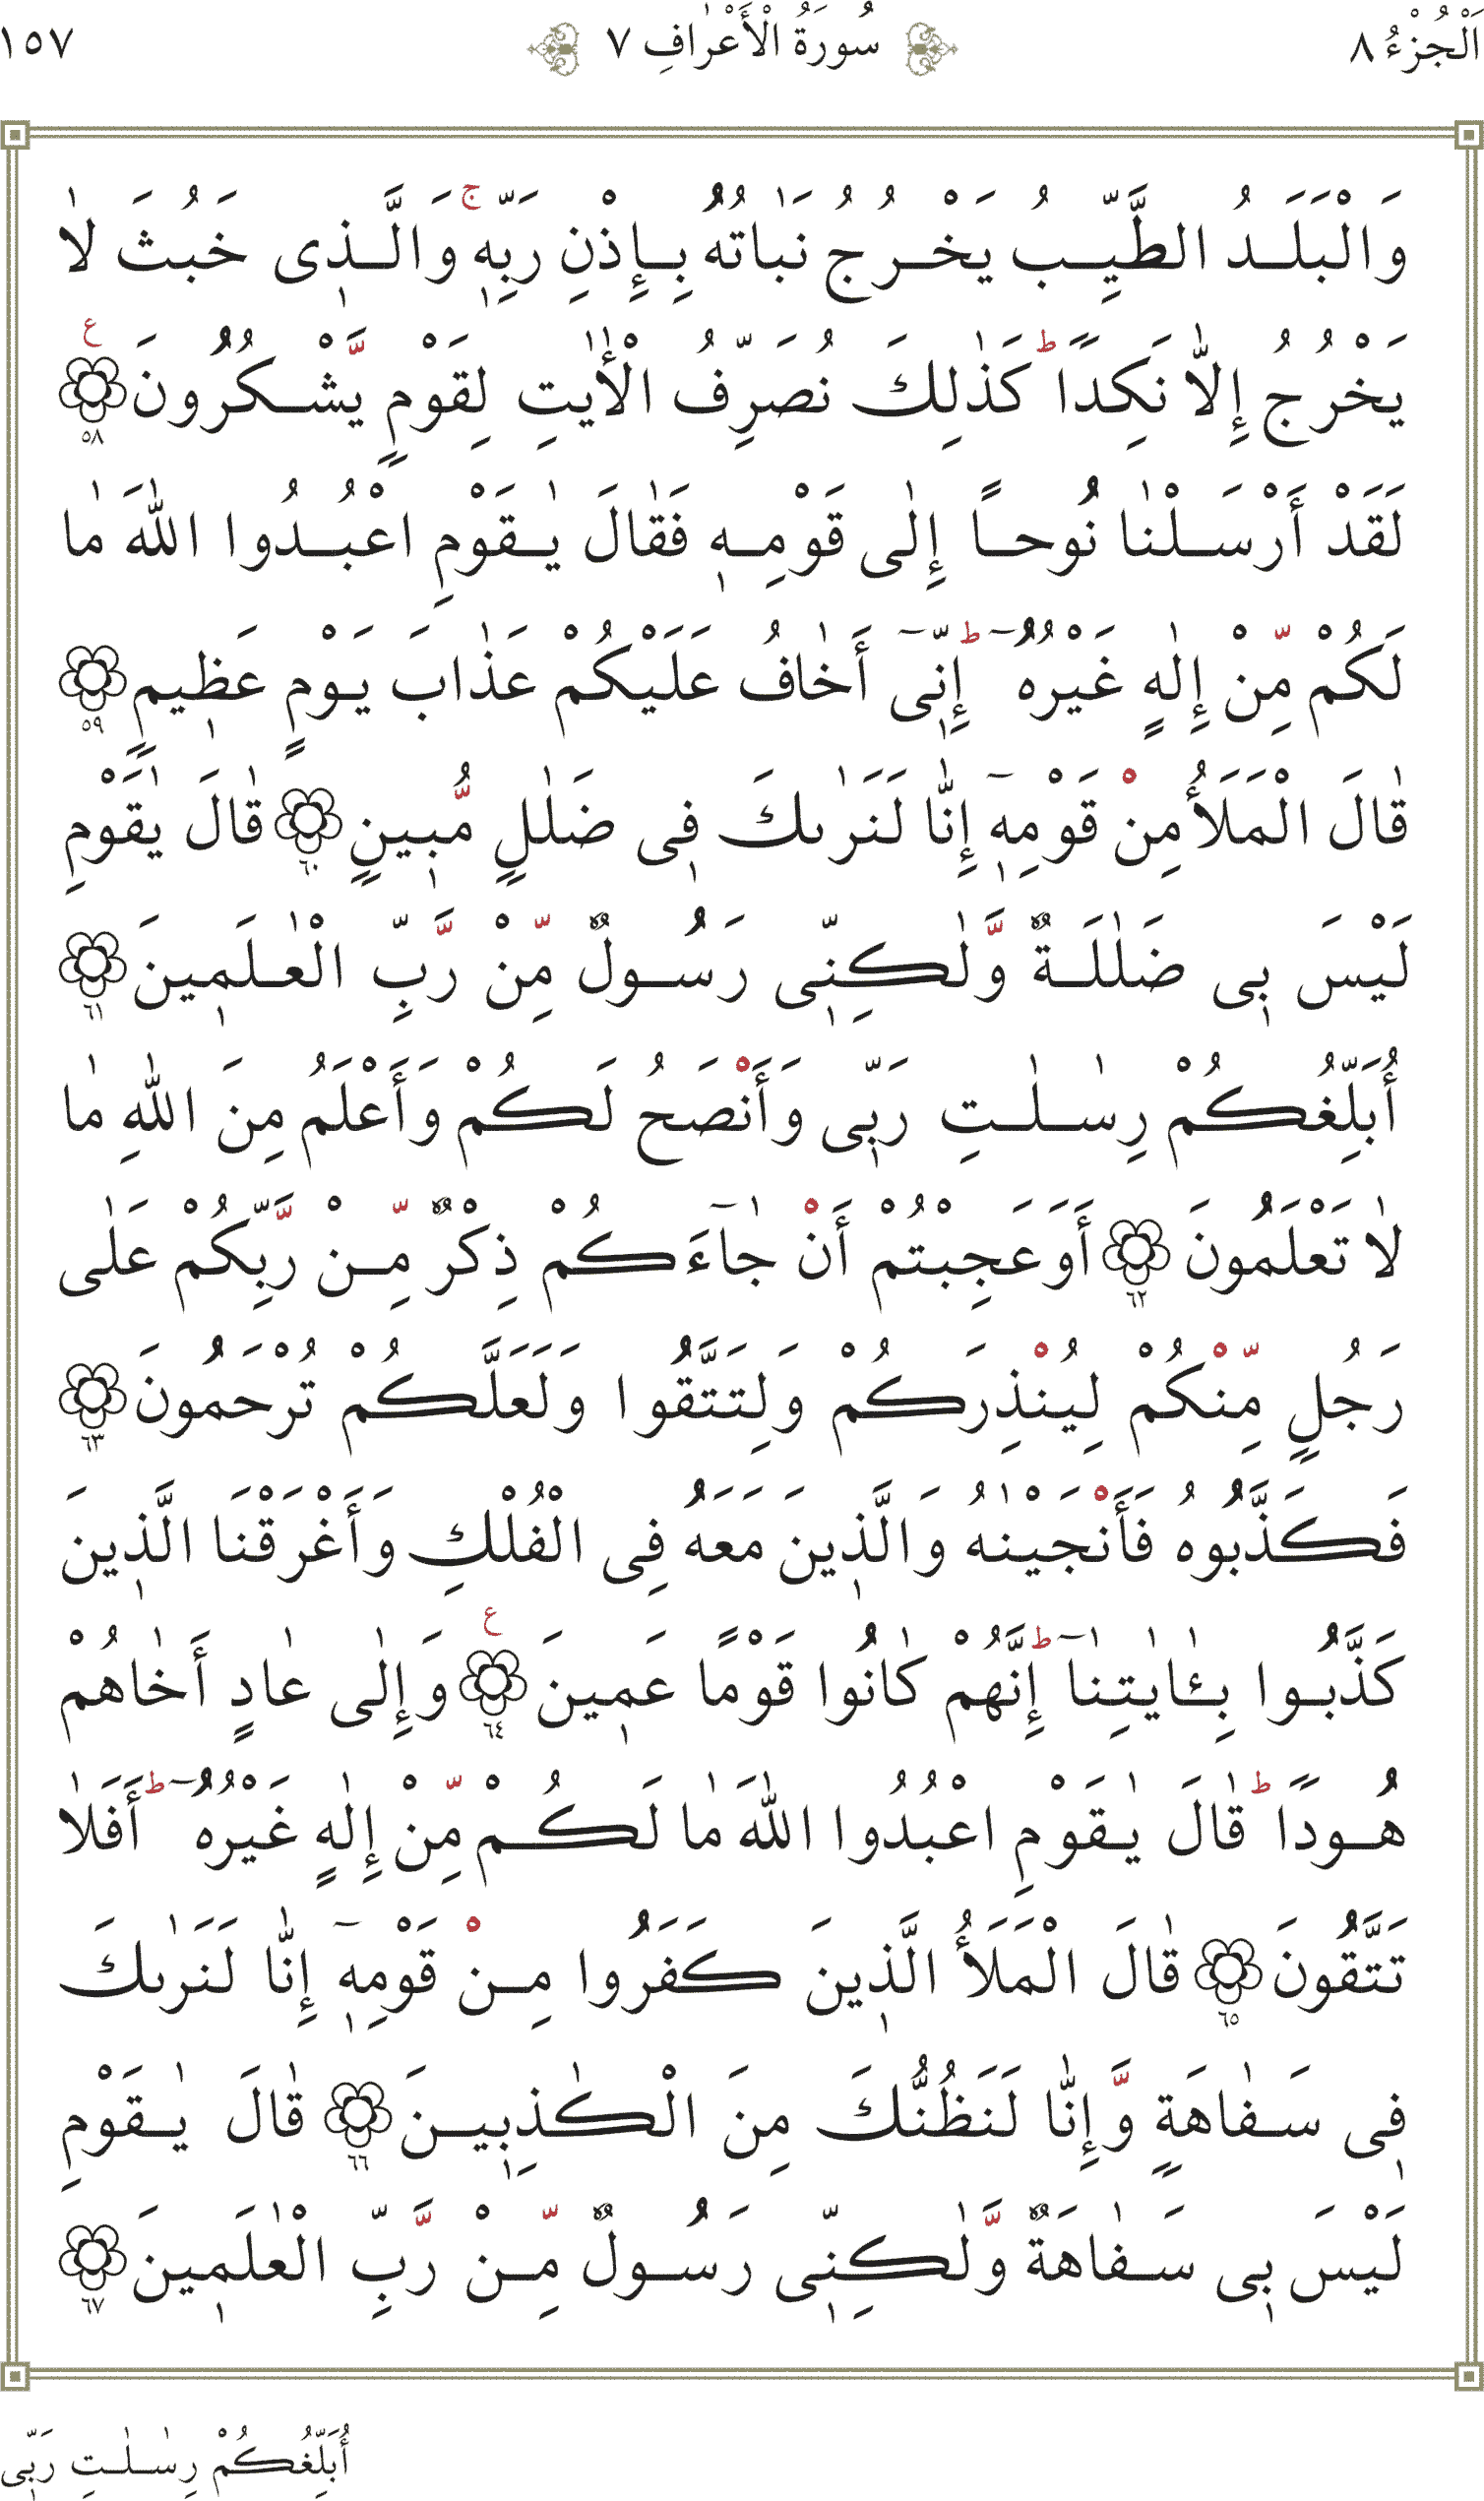 اَلْجُزْءُ ٨ سُورَةُ الْأَعْرٰافِ ٧ ١٥٧
وَالْبَلَدُ الطَّيِّبُ يَخْرُجُ نَبٰاتُهُ بِإِذْنِ رَبِّهٖ ۚ وَالَّذٖى خَبُثَ لٰا
يَخْرُجُ إِلّٰا نَكِدًا ۭ كَذٰلِكَ نُصَرِّفُ الْأٰيٰتِ لِقَوْمٍ يَّشْكُرُونَ ع ٥٨
لَقَدْ أَرْسَلْنٰا نُوحاً إِلٰى قَوْمِهٖ فَقٰالَ يٰقَوْمِ اعْبُدُوا اللّٰهَ مٰا
لَكُمْ مِّنْ إِلٰهٍ غَيْرُهُ ٓ ط إِنّٖٓى أَخٰافُ عَلَيْكُمْ عَذٰابَ يَوْمٍ عَظٖيمٍ ٥٩
قٰالَ الْمَلَأُ مِنْ قَوْمِهٖٓ إِنّٰا لَنَرٰىكَ فٖى ضَلٰلٍ مُّبٖينٍ ٦٠ قٰالَ يٰقَوْمِ
لَيْسَ بٖى ضَلٰلَةٌ وَّلٰكِنّٖى رَسُولٌ مِّنْ رَّبِّ الْعٰلَمٖينَ ٦١
أُبَلِّغُكُمْ رِسٰلٰتِ رَبّٖى وَأَنْصَحُ لَكُمْ وَأَعْلَمُ مِنَ اللّٰهِ مٰا
لٰا تَعْلَمُونَ ٦٢ أَوَعَجِبْتُمْ أَنْ جٰآءَكُمْ ذِكْرٌ مِّنْ رَّبِّكُمْ عَلٰى
رَجُلٍ مِّنْكُمْ لِيُنْذِرَكُمْ وَلِتَتَّقُوا وَلَعَلَّكُمْ تُرْحَمُونَ ٦٣
فَكَذَّبُوهُ فَأَنْجَيْنٰهُ وَالَّذٖينَ مَعَهُ فِى الْفُلْكِ وَأَغْرَقْنَا الَّذٖينَ
كَذَّبُوا بِـٰٔايٰتِنٰا ٓ ط إِنَّهُمْ كٰانُوا قَوْمًا عَمٖينَ ع ٦٤ وَإِلٰى عٰادٍ أَخٰاهُمْ
هُودًا ط قٰالَ يٰقَوْمِ اعْبُدُوا اللّٰهَ مٰا لَكُمْ مِّنْ إِلٰهٍ غَيْرُهُ ٓ ط أَفَلٰا
تَتَّقُونَ ٦٥ قٰالَ الْمَلَأُ الَّذٖينَ كَفَرُوا مِنْ قَوْمِهٖٓ إِنّٰا لَنَرٰىكَ
فٖى سَفٰاهَةٍ وَّإِنّٰا لَنَظُنُّكَ مِنَ الْكٰذِبٖينَ ٦٦ قٰالَ يٰقَوْمِ
لَيْسَ بٖى سَفٰاهَةٌ وَّلٰكِنّٖى رَسُولٌ مِّنْ رَّبِّ الْعٰلَمٖينَ ٦٧
أُبَلِّغُكُمْ رِسٰلٰتِ رَبّٖى